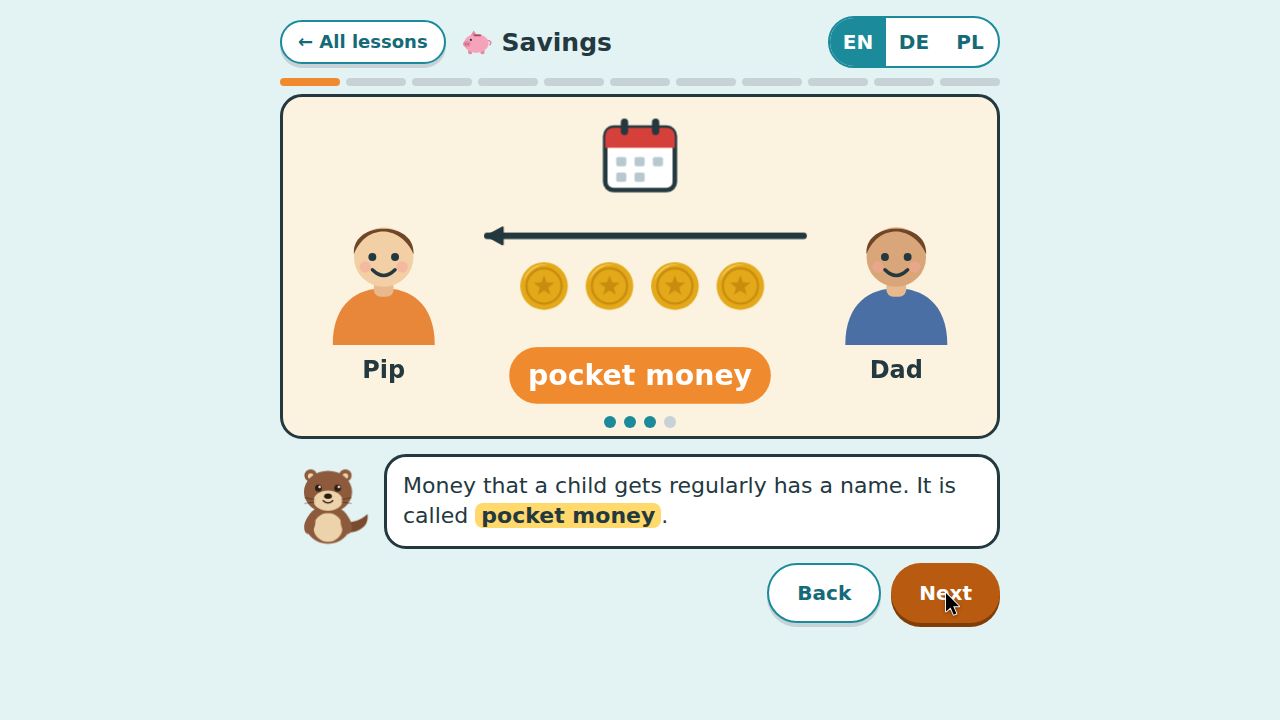 ← All lessons
Savings
EN DE PL
Pip
pocket money
Dad
Money that a child gets regularly has a name. It is
called pocket money.
Back
Next